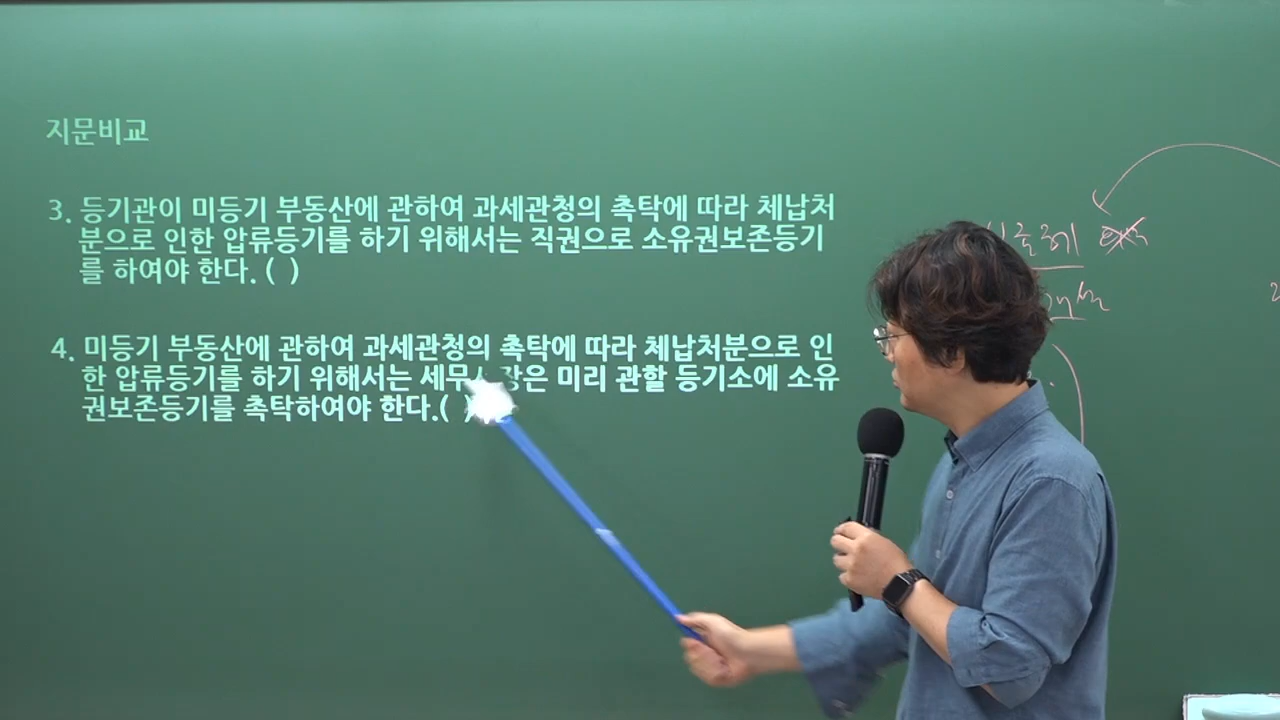 지문비교
3. 등기관이 미등기 부동산에 관하여 과세관청의 촉탁에 따라 체납처
분으로 인한 압류등기를 하기 위해서는 직권으로 소유권보존등기
를 하여야 한다. ( )
4. 미등기 부동산에 관하여 과세관청의 촉탁에 따라 체납처분으로 인
한 압류등기를 하기 위해서는 세무 장은 미리 관할 등기소에 소유
권보존등기를 촉탁하여야 한다.( )